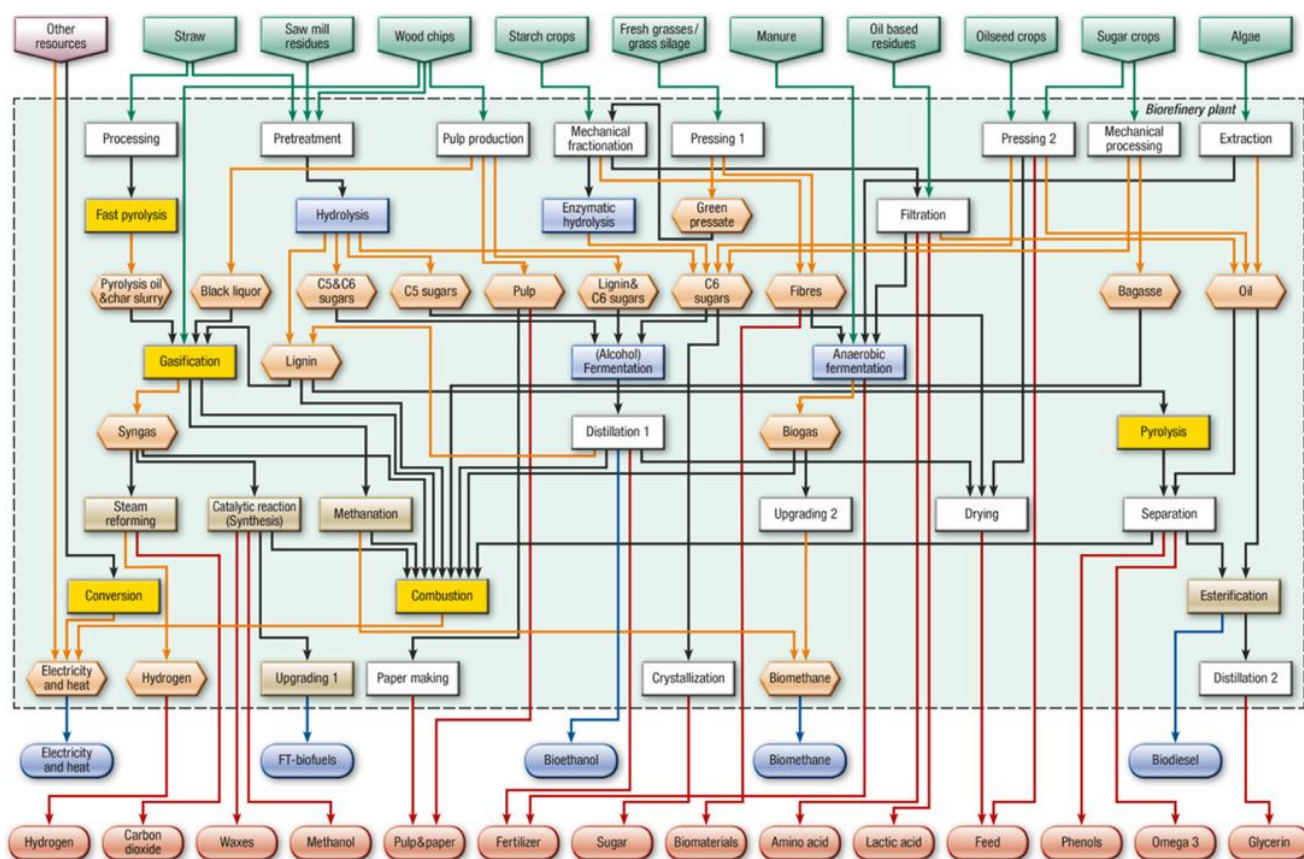 Other
resources
Straw
Saw mill
residues
Wood chips
Starch crops
Fresh grasses/
grass silage
Manure
Oil based
residues
Oilseed crops
Sugar crops
Algae
Biorefinery plant
Processing
Pretreatment
Pulp production
Mechanical
fractionation
Pressing 1
Pressing 2
Mechanical
processing
Extraction
Fast pyrolysis
Hydrolysis
Enzymatic
hydrolysis
Green
pressate
Filtration
Pyrolysis oil
&char slurry
Black liquor
C5&C6
sugars
C5 sugars
Pulp
Lignin&
C6 sugars
C6
sugars
Fibres
Bagasse
Oil
Gasification
Lignin
(Alcohol)
Fermentation
Anaerobic
fermentation
Syngas
Distillation 1
Biogas
Pyrolysis
Steam
reforming
Catalytic reaction
(Synthesis)
Methanation
Upgrading 2
Drying
Separation
Conversion
Combustion
Esterification
Electricity
and heat
Hydrogen
Upgrading 1
Paper making
Crystallization
Biomethane
Distillation 2
Electricity
and heat
FT-biofuels
Bioethanol
Biomethane
Biodiesel
Hydrogen
Carbon
dioxide
Waxes
Methanol
Pulp&paper
Fertilizer
Sugar
Biomaterials
Amino acid
Lactic acid
Feed
Phenols
Omega 3
Glycerin